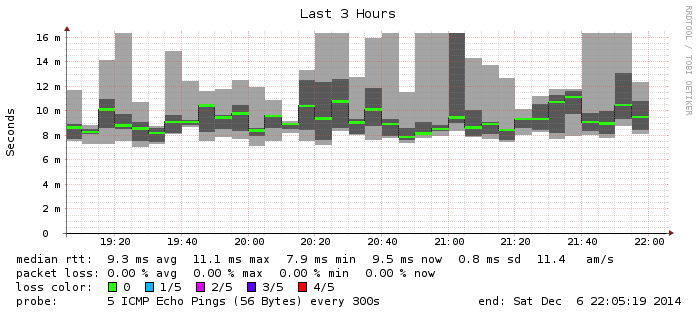 Last 3 Hours
RRDTOOL / TOBI OETIKER
Seconds
16 m
14 m
12 m
10 m
8 m
6 m
4 m
2 m
0
19:20 19:40 20:00 20:20 20:40 21:00 21:20 21:40 22:00
median rtt: 9.3 ms avg 11.1 ms max 7.9 ms min 9.5 ms now 0.8 ms sd 11.4 am/s
packet loss: 0.00 % avg 0.00 % max 0.00 % min 0.00 % now
loss color: 0 1/5 2/5 3/5 4/5
probe: 5 ICMP Echo Pings (56 Bytes) every 300s end: Sat Dec 6 22:05:19 2014